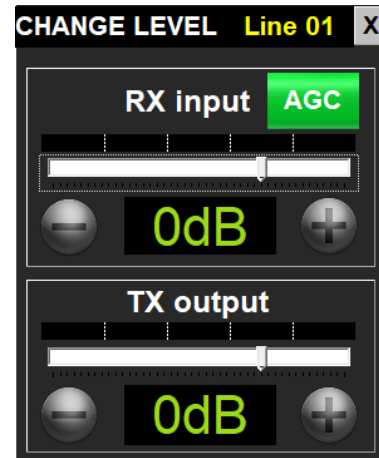 CHANGE LEVEL Line 01 X
RX input AGC
0dB
TX output
0dB